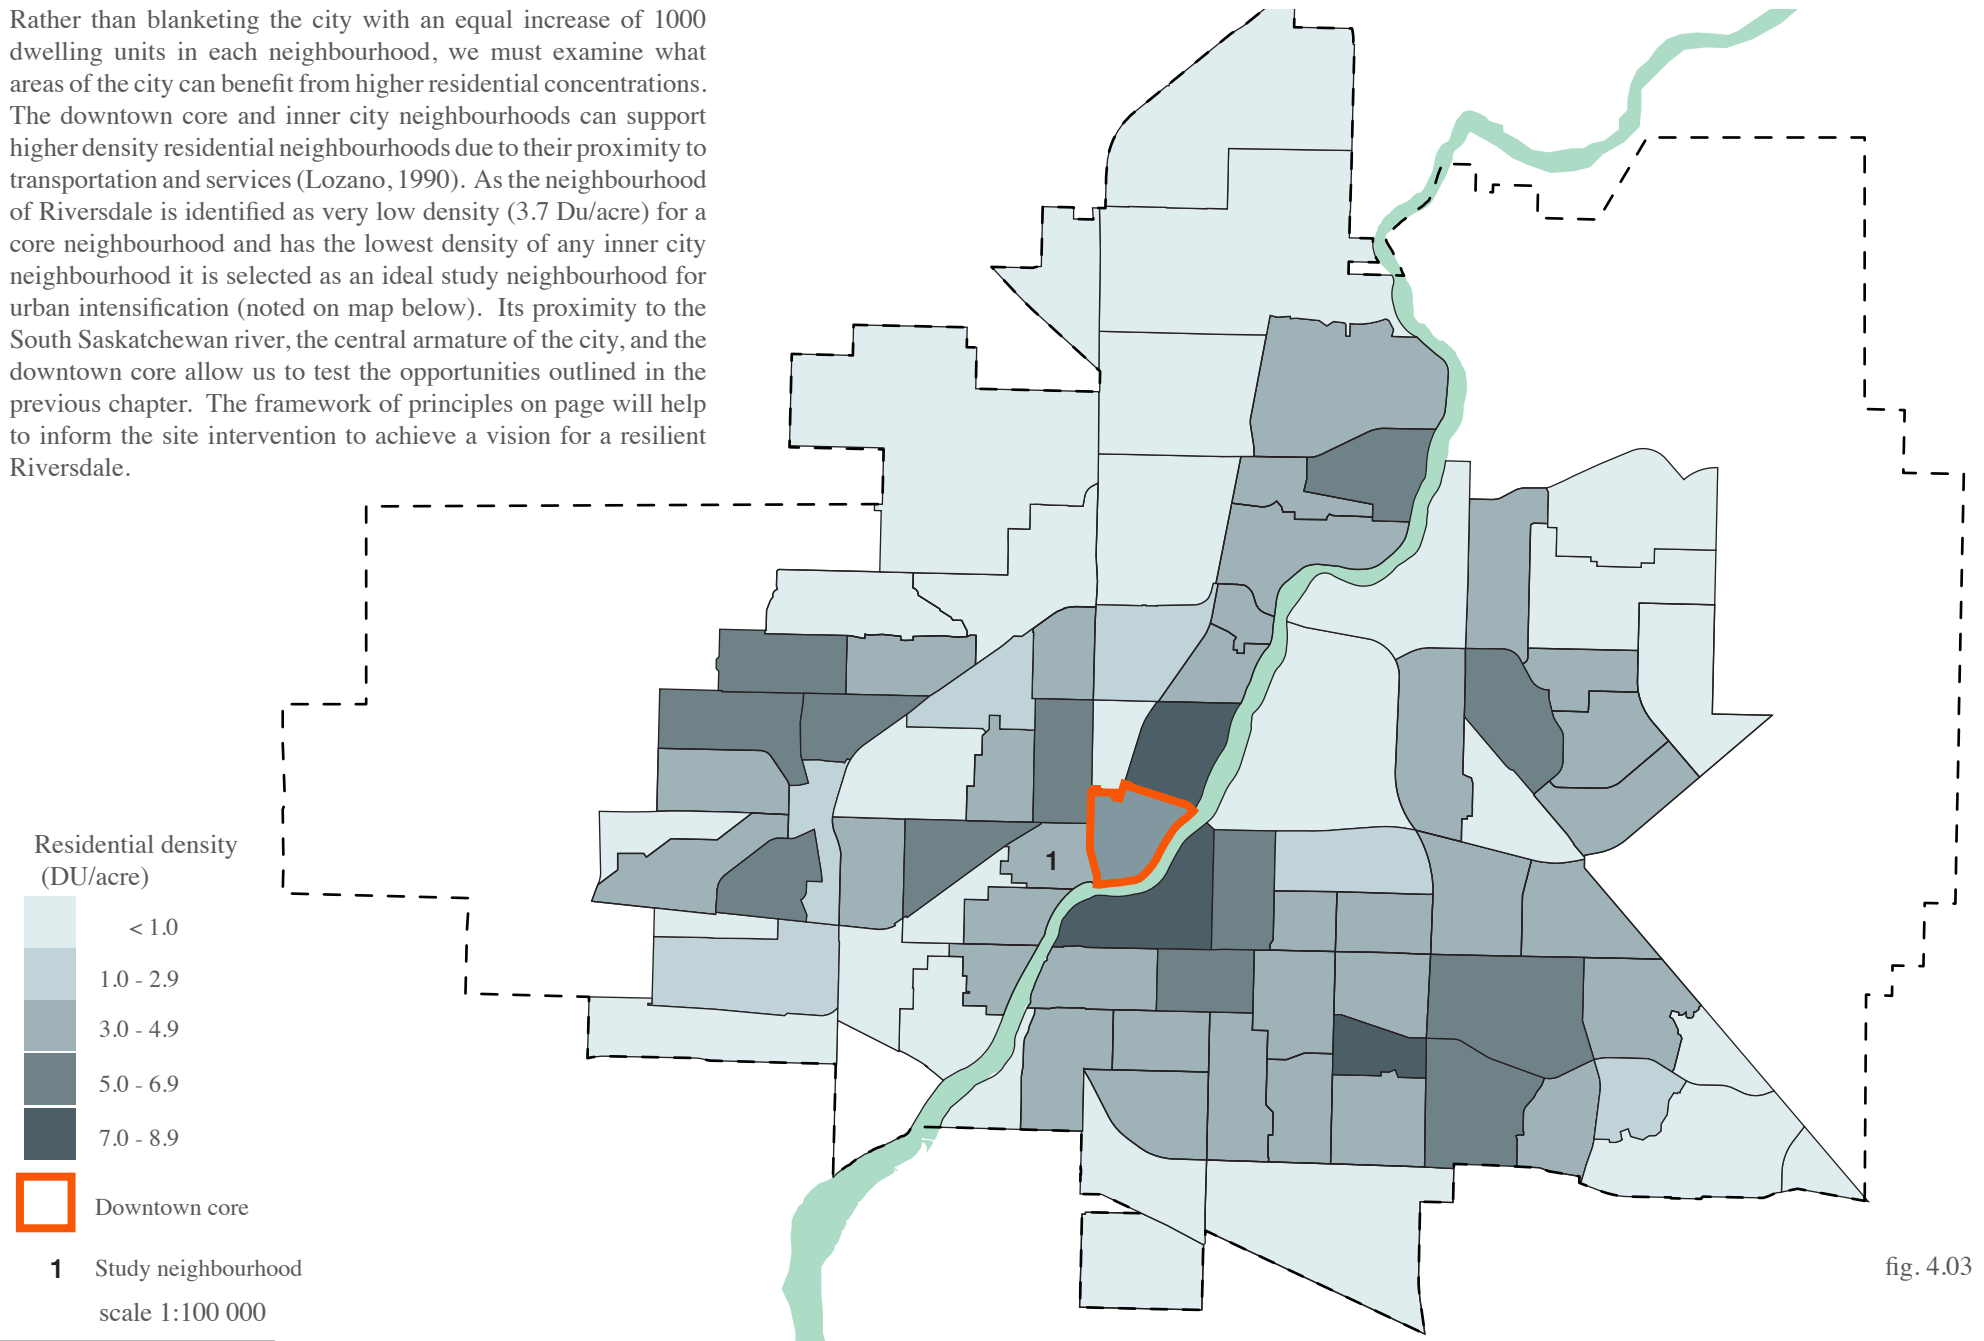 Rather than blanketing the city with an equal increase of 1000
dwelling units in each neighbourhood, we must examine what
areas of the city can benefit from higher residential concentrations.
The downtown core and inner city neighbourhoods can support
higher density residential neighbourhoods due to their proximity to
transportation and services (Lozano, 1990). As the neighbourhood
of Riversdale is identified as very low density (3.7 Du/acre) for a
core neighbourhood and has the lowest density of any inner city
neighbourhood it is selected as an ideal study neighbourhood for
urban intensification (noted on map below). Its proximity to the
South Saskatchewan river, the central armature of the city, and the
downtown core allow us to test the opportunities outlined in the
previous chapter. The framework of principles on page will help
to inform the site intervention to achieve a vision for a resilient
Riversdale.
1
Residential density
(DU/acre)
< 1.0
1.0 - 2.9
3.0 - 4.9
5.0 - 6.9
7.0 - 8.9
Downtown core
1 Study neighbourhood
scale 1:100 000
fig. 4.03